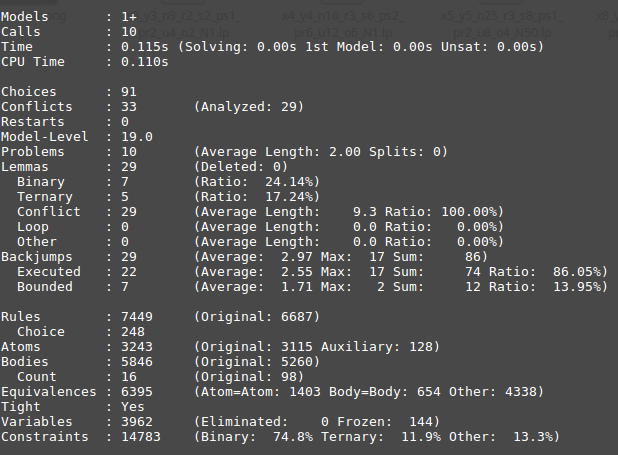 Models       : 1+
Calls        : 10
Time         : 0.115s (Solving: 0.00s 1st Model: 0.00s Unsat: 0.00s)
CPU Time     : 0.110s
Choices      : 91
Conflicts    : 33       (Analyzed: 29)
Restarts     : 0
Model-Level  : 19.0
Problems     : 10       (Average Length: 2.00 Splits: 0)
Lemmas       : 29       (Deleted: 0)
  Binary     : 7        (Ratio:  24.14%)
  Ternary    : 5        (Ratio:  17.24%)
  Conflict   : 29       (Average Length:    9.3 Ratio: 100.00%)
  Loop       : 0        (Average Length:    0.0 Ratio:   0.00%)
  Other      : 0        (Average Length:    0.0 Ratio:   0.00%)
Backjumps    : 29       (Average:  2.97 Max:  17 Sum:     86)
  Executed   : 22       (Average:  2.55 Max:  17 Sum:     74 Ratio:  86.05%)
  Bounded    : 7        (Average:  1.71 Max:   2 Sum:     12 Ratio:  13.95%)
Rules        : 7449     (Original: 6687)
  Choice     : 248
Atoms        : 3243     (Original: 3115 Auxiliary: 128)
Bodies       : 5846     (Original: 5260)
  Count      : 16       (Original: 98)
Equivalences : 6395     (Atom=Atom: 1403 Body=Body: 654 Other: 4338)
Tight        : Yes
Variables    : 3962     (Eliminated:    0 Frozen:  144)
Constraints  : 14783    (Binary:  74.8% Ternary:  11.9% Other:  13.3%)